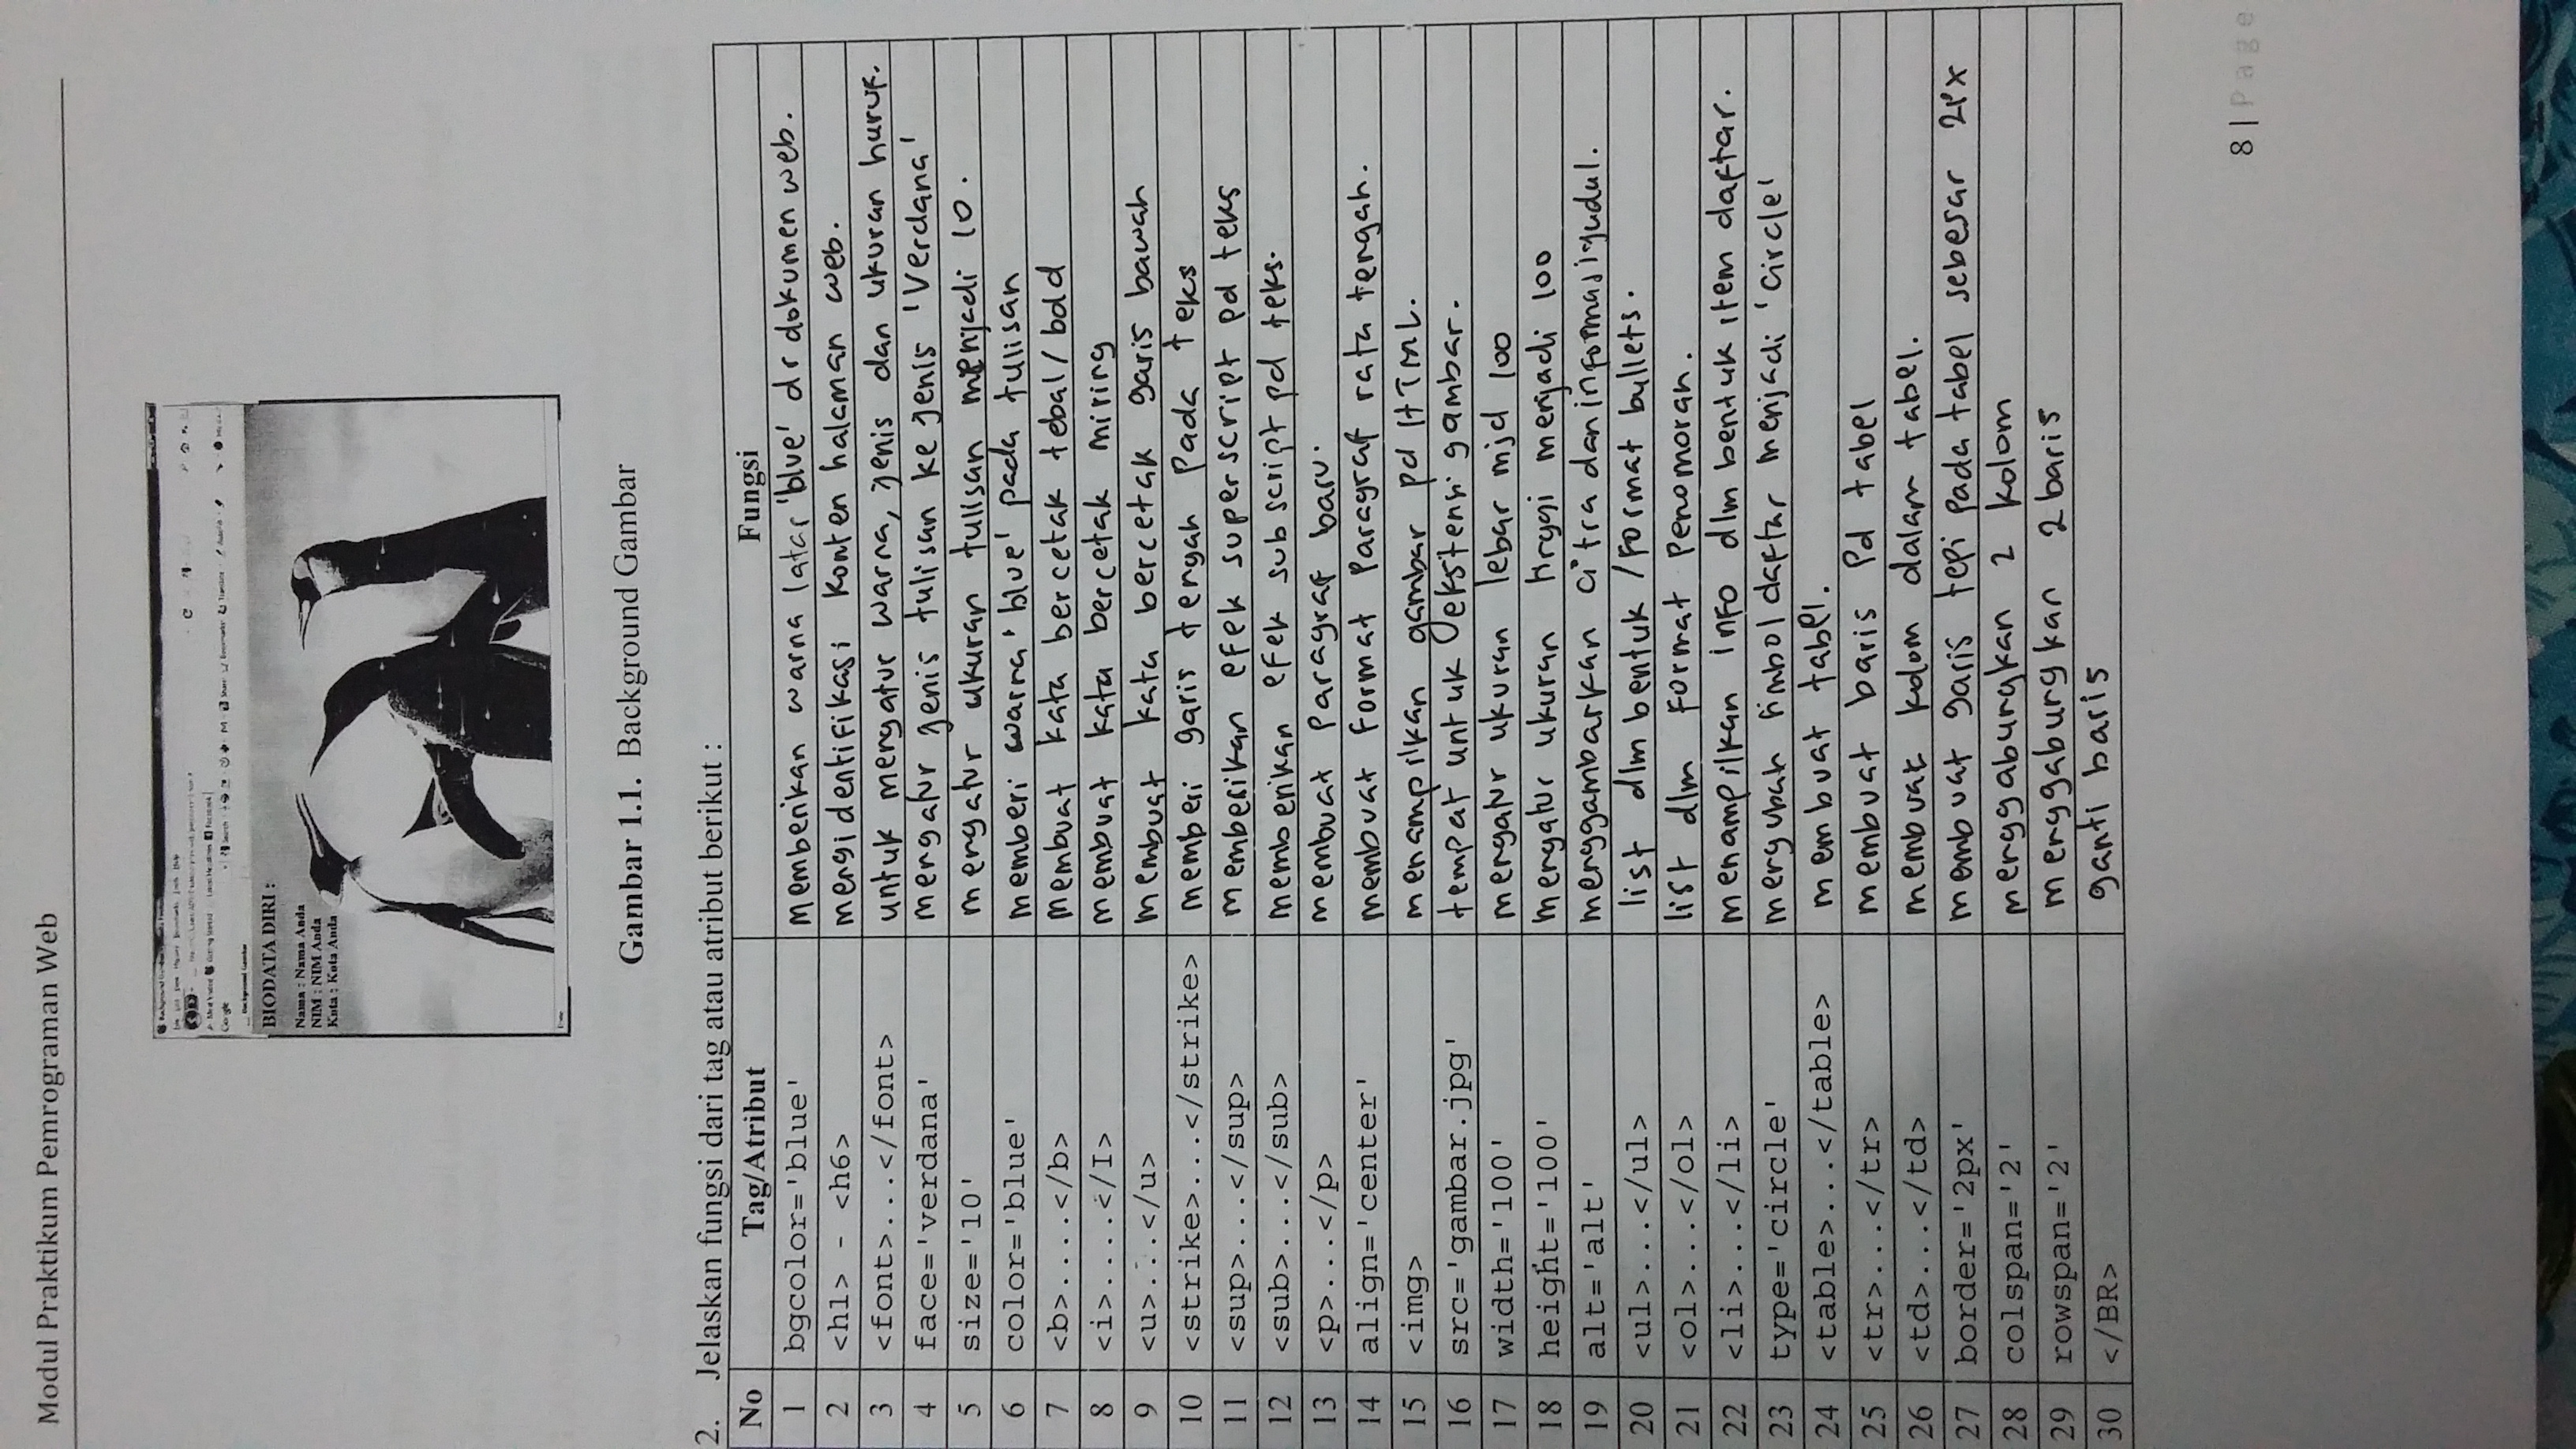 Modul Praktikum Pemrograman Web
BIODATA DIRI :
Nama : Nama Anda
NIM : NIM Anda
Kota : Kota Anda
Gambar 1.1. Background Gambar
2. Jelaskan fungsi dari tag atau atribut berikut :
No Tag/Atribut Fungsi
1 bgcolor='blue' memberikan warna latar 'blue' dr dokumen web.
2 <h1> - <h6> mengidentifikasi konten halaman web.
3 <font>...</font> untuk mengatur warna, jenis dan ukuran huruf.
4 face='verdana' mengatur jenis tulisan ke jenis 'Verdana'
5 size='10' mengatur ukuran tulisan menjadi 10.
6 color='blue' memberi warna 'blue' pada tulisan
7 <b>....</b> membuat kata bercetak tebal/bold
8 <i>....</I> membuat kata bercetak miring
9 <u>...</u> membuat kata bercetak garis bawah
10 <strike>...</strike> memberi garis tengah pada teks
11 <sup>...</sup> memberikan efek superscript pd teks
12 <sub>...</sub> memberikan efek subscript pd teks.
13 <p>...</p> membuat paragraf baru.
14 align='center' membuat format paragraf rata tengah.
15 <img> menampilkan gambar pd HTML.
16 src='gambar.jpg' tempat untuk ekstensi gambar.
17 width='100' mengatur ukuran lebar mjd 100
18 height='100' mengatur ukuran tinggi menjadi 100
19 alt='alt' menggambarkan citra dan informasi judul.
20 <ul>...</ul> list dlm bentuk /format bullets.
21 <ol>...</ol> list dlm format penomoran.
22 <li>...</li> menampilkan info dlm bentuk item daftar.
23 type='circle' mengubah simbol daftar menjadi 'circle'
24 <table>...</table> membuat tabel.
25 <tr>...</tr> membuat baris pd tabel
26 <td>...</td> membuat kolom dalam tabel.
27 border='2px' membuat garis tepi pada tabel sebesar 2px
28 colspan='2' menggabungkan 2 kolom
29 rowspan='2' menggabungkan 2 baris
30 </BR> ganti baris
8 | Page